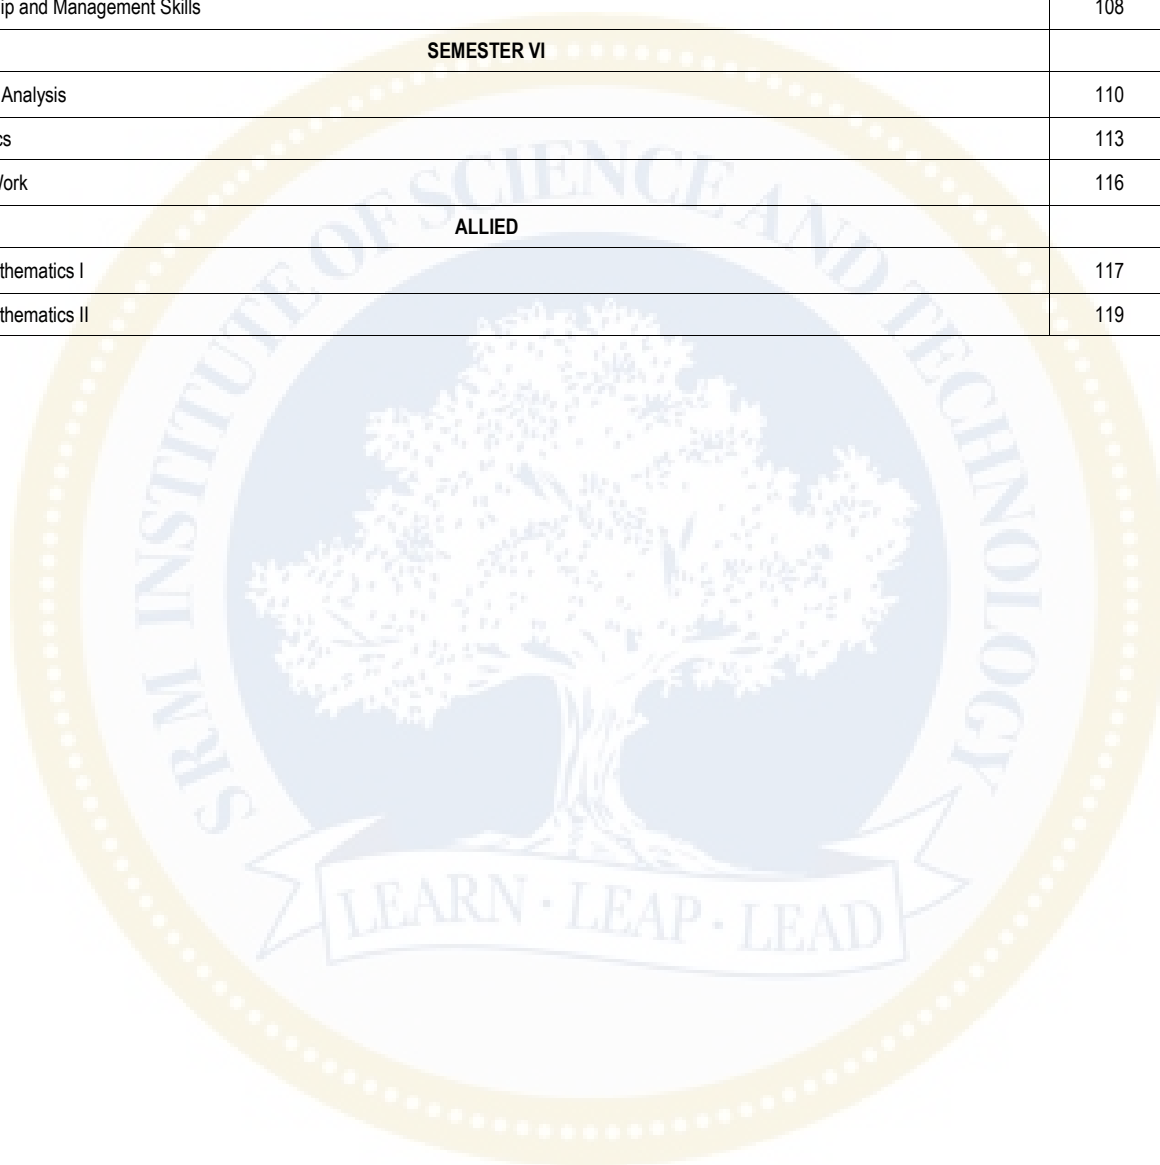 ip and Management Skills 108
SEMESTER VI
Analysis 110
cs 113
Work 116
ALLIED
thematics I 117
thematics II 119
SRM INSTITUTE OF SCIENCE AND TECHNOLOGY
LEARN · LEAP · LEAD